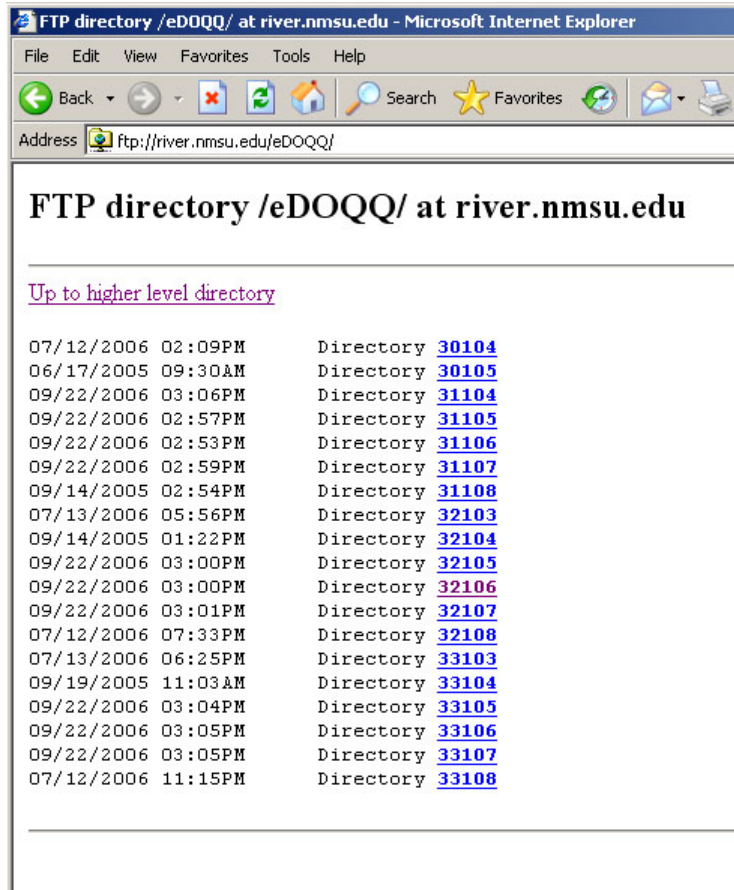 FTP directory /eDOQQ/ at river.nmsu.edu - Microsoft Internet Explorer
File Edit View Favorites Tools Help
Back Search Favorites
Address ftp://river.nmsu.edu/eDOQQ/
FTP directory /eDOQQ/ at river.nmsu.edu
Up to higher level directory
07/12/2006 02:09PM Directory 30104
06/17/2005 09:30AM Directory 30105
09/22/2006 03:06PM Directory 31104
09/22/2006 02:57PM Directory 31105
09/22/2006 02:53PM Directory 31106
09/22/2006 02:59PM Directory 31107
09/14/2005 02:54PM Directory 31108
07/13/2006 05:56PM Directory 32103
09/14/2005 01:22PM Directory 32104
09/22/2006 03:00PM Directory 32105
09/22/2006 03:00PM Directory 32106
09/22/2006 03:01PM Directory 32107
07/12/2006 07:33PM Directory 32108
07/13/2006 06:25PM Directory 33103
09/19/2005 11:03AM Directory 33104
09/22/2006 03:04PM Directory 33105
09/22/2006 03:05PM Directory 33106
09/22/2006 03:05PM Directory 33107
07/12/2006 11:15PM Directory 33108